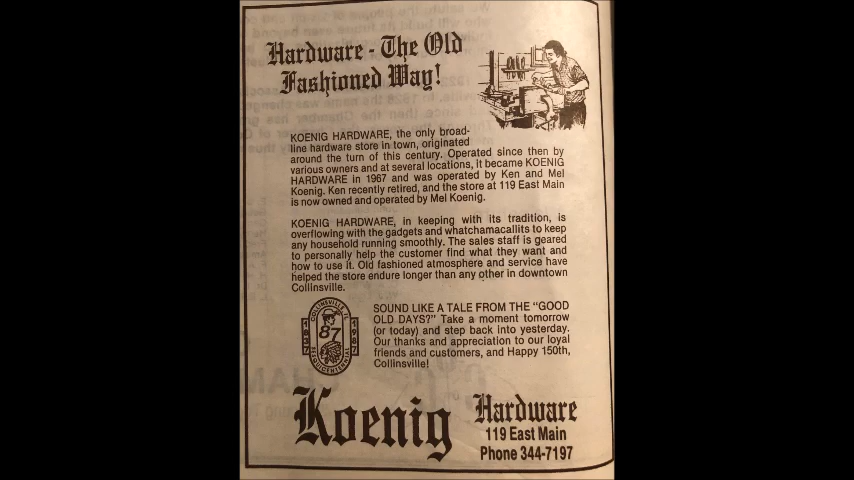 Hardware - The Old
Fashioned Way!
KOENIG HARDWARE, the only broad-
line hardware store in town, originated
around the turn of this century. Operated since then by
various owners and at several locations, it became KOENIG
HARDWARE in 1967 and was operated by Ken and Mel
Koenig. Ken recently retired, and the store at 119 East Main
is now owned and operated by Mel Koenig.
KOENIG HARDWARE, in keeping with its tradition, is
overflowing with the gadgets and whatchamacallits to keep
any household running smoothly. The sales staff is geared
to personally help the customer find what they want and
how to use it. Old fashioned atmosphere and service have
helped the store endure longer than any other in downtown
Collinsville.
COLLINSVILLE, IL
1837
87
1987
SESQUICENTENNIAL
SOUND LIKE A TALE FROM THE "GOOD
OLD DAYS?" Take a moment tomorrow
(or today) and step back into yesterday.
Our thanks and appreciation to our loyal
friends and customers, and Happy 150th,
Collinsville!
Koenig
Hardware
119 East Main
Phone 344-7197